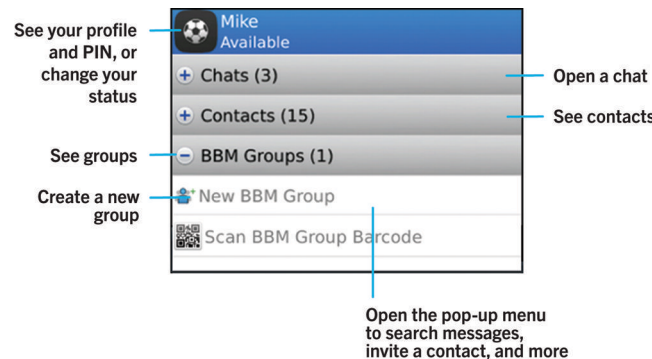 See your profile
and PIN, or
change your
status
Mike
Available
Chats (3)
Open a chat
Contacts (15)
See contacts
See groups
BBM Groups (1)
Create a new
group
New BBM Group
Scan BBM Group Barcode
Open the pop-up menu
to search messages,
invite a contact, and more